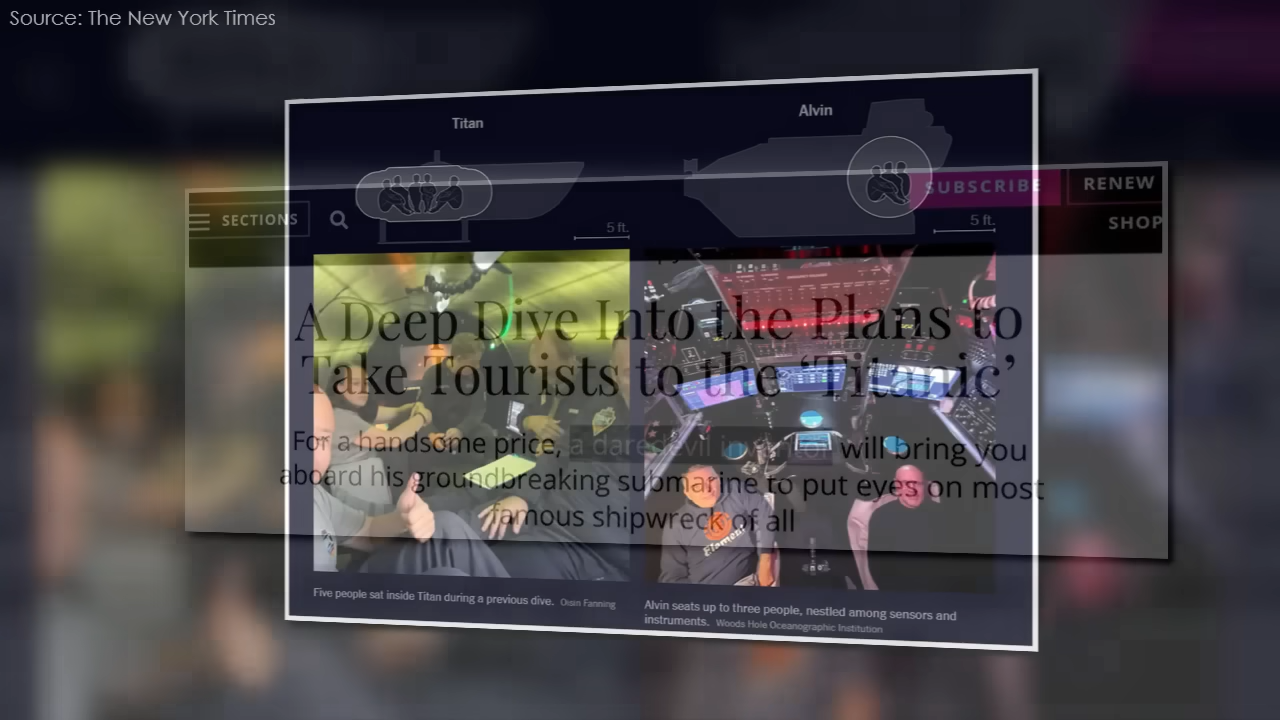 Source: The New York Times
Titan
Alvin
SUBSCRIBE
RENEW
SECTIONS
SHOP
5 ft.
5 ft.
A Deep Dive Into the Plans to
Take Tourists to the ‘Titanic’
For a handsome price, a daredevil inventor will bring you
aboard his groundbreaking submarine to put eyes on most
famous shipwreck of all
Element
Five people sat inside Titan during a previous dive. Oisin Fanning
Alvin seats up to three people, nestled among sensors and
instruments. Woods Hole Oceanographic Institution